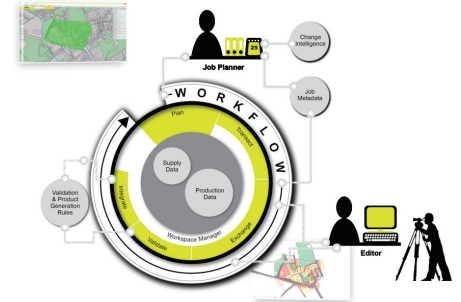 25
Job Planner
Change
Intelligence
Job
Metadata
WORKFLOW
Plan
Transact
Exchange
Validate
Integrate
Supply
Data
Production
Data
Workspace Manager
Validation
& Product
Generation
Rules
Editor